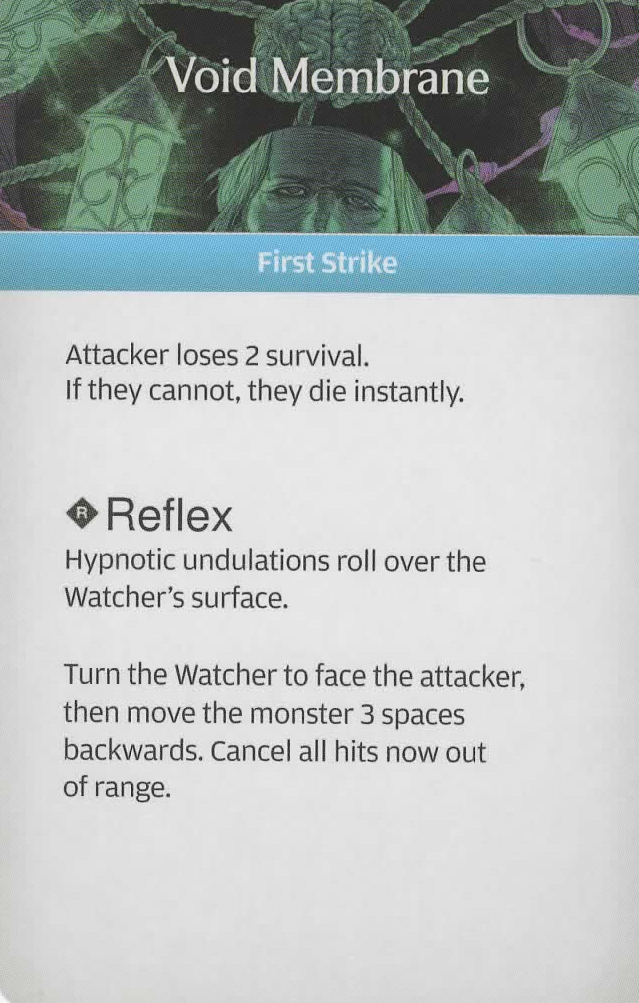 Void Membrane
First Strike
Attacker loses 2 survival.
If they cannot, they die instantly.
R Reflex
Hypnotic undulations roll over the
Watcher's surface.
Turn the Watcher to face the attacker,
then move the monster 3 spaces
backwards. Cancel all hits now out
of range.